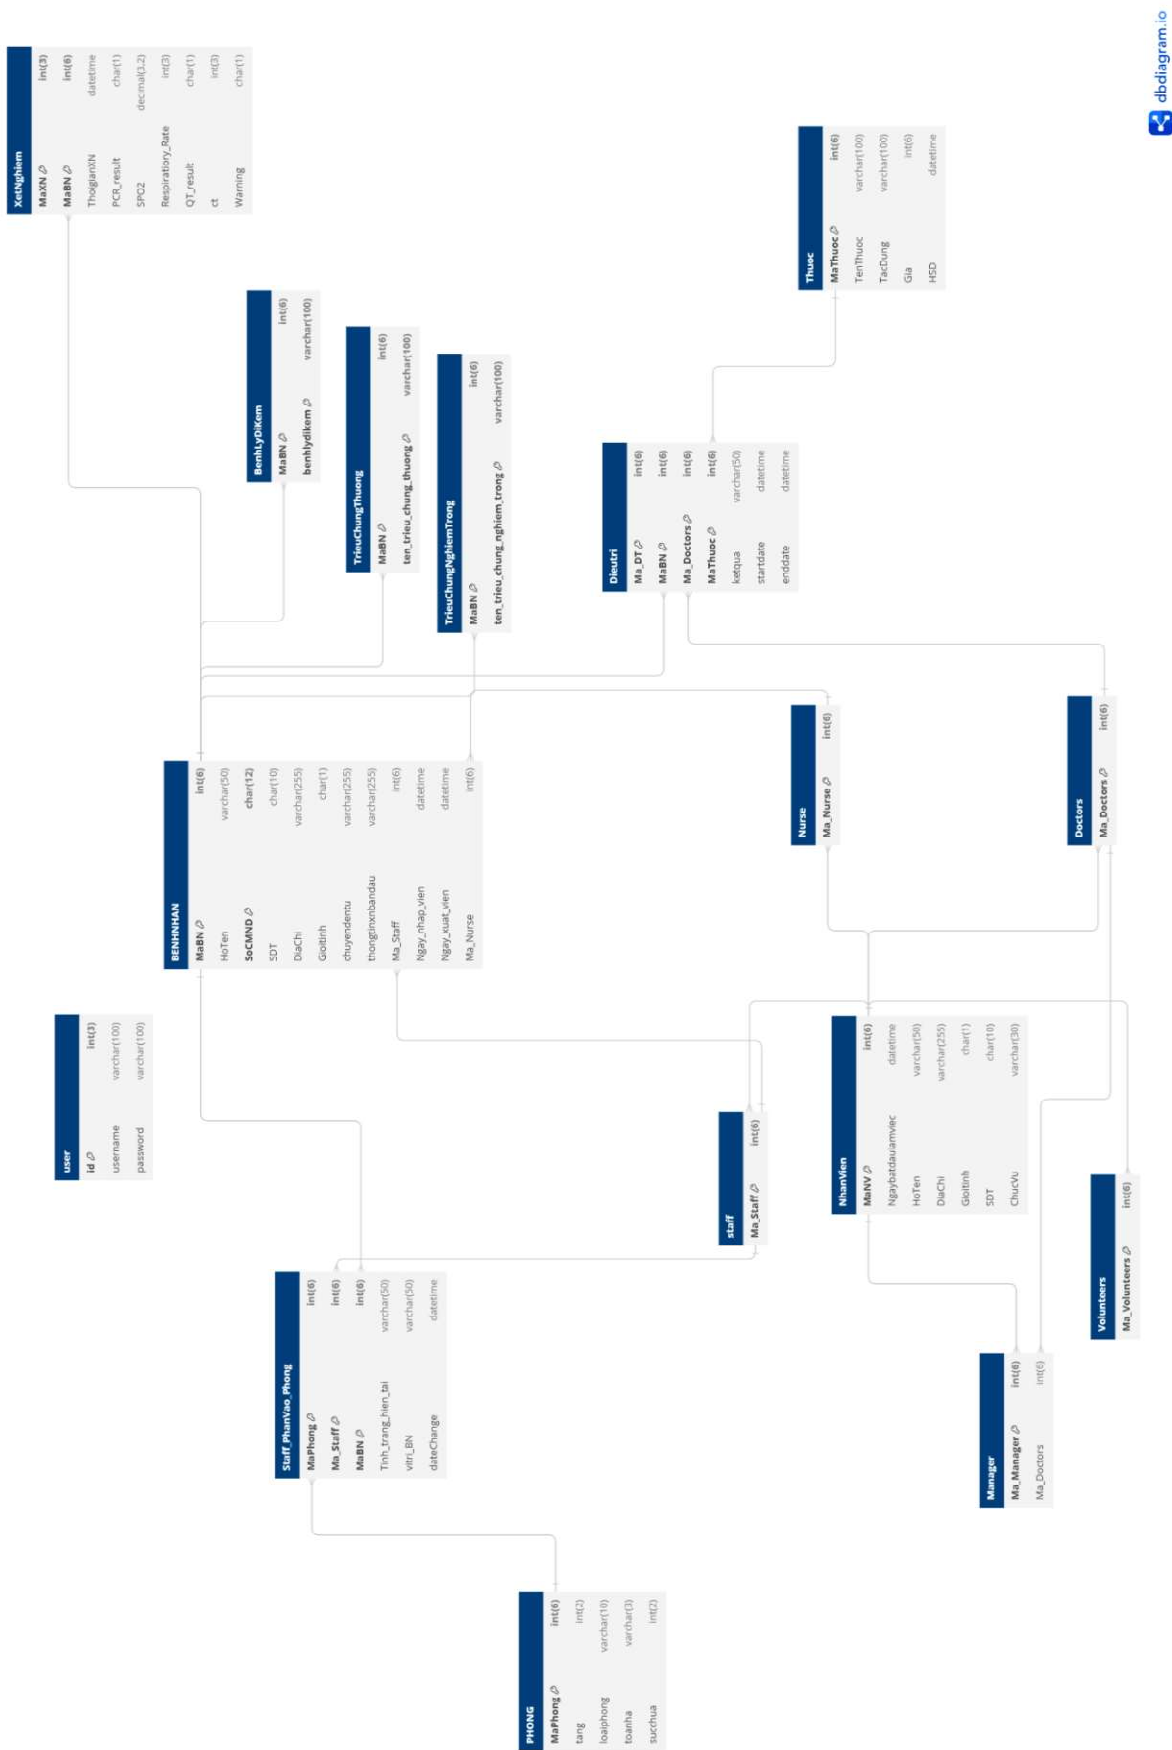 XetNghiem
MaXN int(3)
MaBN int(6)
ThoigianXN datetime
PCR_result char(1)
SPO2 decimal(3,2)
Respiratiory_Rate int(3)
QT_result char(1)
ct int(3)
Warning char(1)
BenhLyDiKem
MaBN int(6)
benhlydikem varchar(100)
TrieuChungThuong
MaBN int(6)
ten_trieu_chung_thuong varchar(100)
TrieuChungNghiemTrong
MaBN int(6)
ten_trieu_chung_nghiem_trong varchar(100)
Thuoc
MaThuoc int(6)
TenThuoc varchar(100)
TacDung varchar(100)
Gia int(6)
HSD datetime
Dieutri
Ma_DT int(6)
MaBN int(6)
Ma_Doctors int(6)
MaThuoc int(6)
ketqua varchar(50)
startdate datetime
enddate datetime
BENHNHAN
MaBN int(6)
HoTen varchar(50)
SoCMND char(12)
SDT char(10)
DiaChi varchar(255)
Gioitinh char(1)
chuyendentu varchar(255)
thongtinxnbandau varchar(255)
Ma_Staff int(6)
Ngay_nhap_vien datetime
Ngay_xuat_vien datetime
Ma_Nurse int(6)
Nurse
Ma_Nurse int(6)
Doctors
Ma_Doctors int(6)
user
id int(3)
username varchar(100)
password varchar(100)
staff
Ma_Staff int(6)
NhanVien
MaNV int(6)
Ngaybatdaulamviec datetime
HoTen varchar(50)
DiaChi varchar(255)
Gioitinh char(1)
SDT char(10)
ChucVu varchar(30)
Volunteers
Ma_Volunteers int(6)
Staff_PhanVao_Phong
MaPhong int(6)
Ma_Staff int(6)
MaBN int(6)
Tinh_trang_hien_tai varchar(50)
vitri_BN varchar(50)
dateChange datetime
Manager
Ma_Manager int(6)
Ma_Doctors int(6)
PHONG
MaPhong int(6)
tang int(2)
loaiphong varchar(10)
toanha varchar(3)
succhua int(2)
dbdiagram.io